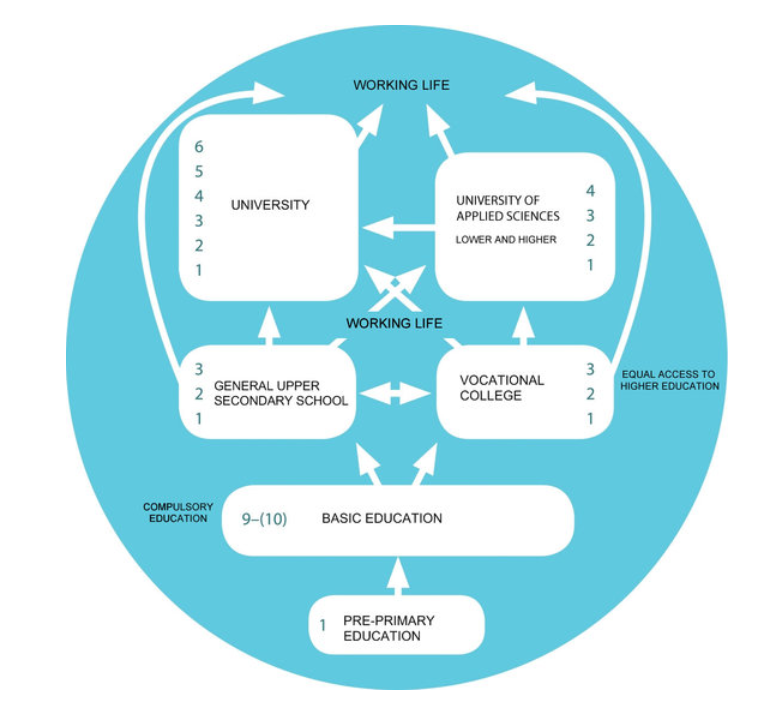 WORKING LIFE
6
5
4
3
2
1
UNIVERSITY
UNIVERSITY OF
APPLIED SCIENCES
LOWER AND HIGHER
4
3
2
1
WORKING LIFE
3
2
1
GENERAL UPPER
SECONDARY SCHOOL
VOCATIONAL
COLLEGE
3
2
1
EQUAL ACCESS TO
HIGHER EDUCATION
COMPULSORY
EDUCATION
9–(10)
BASIC EDUCATION
1
PRE-PRIMARY
EDUCATION